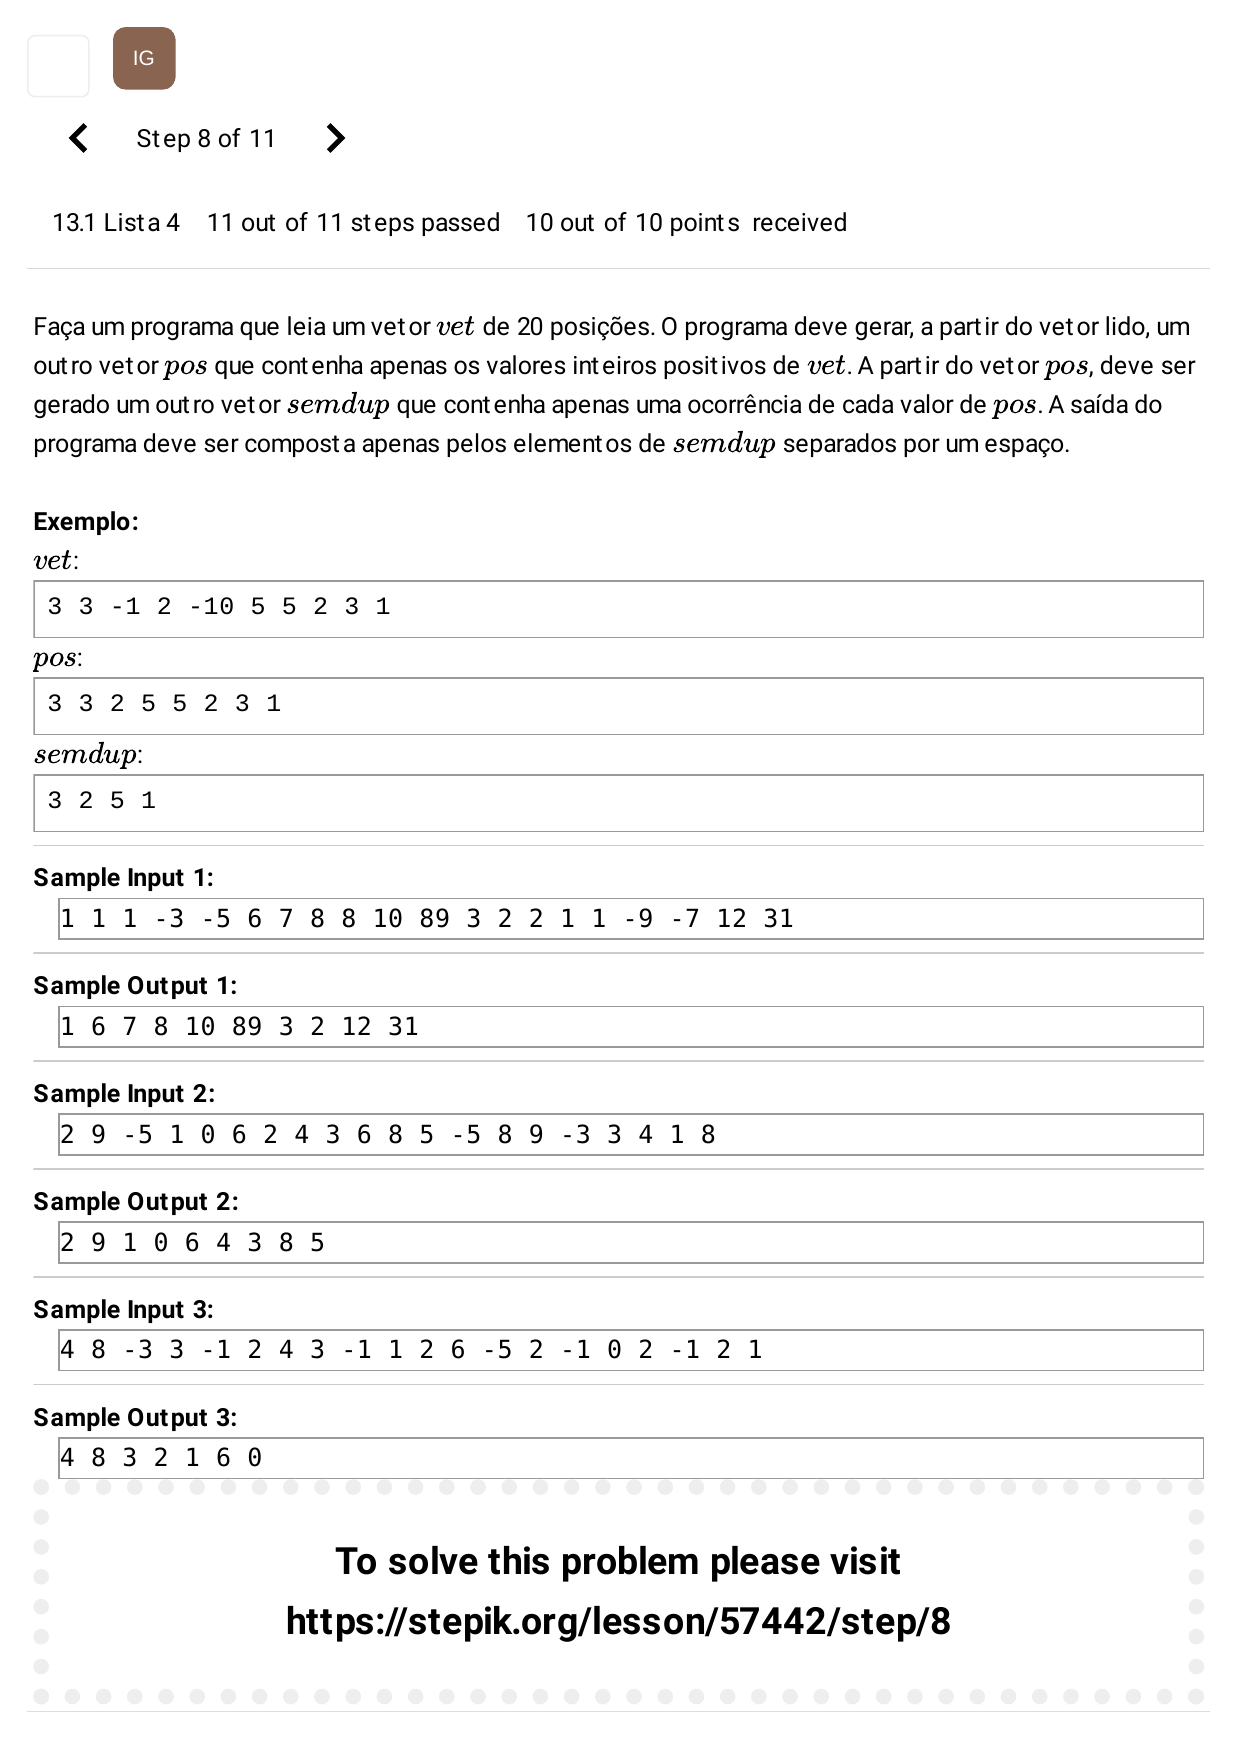 IG
Step 8 of 11
13.1 Lista 4 11 out of 11 steps passed 10 out of 10 points received
Faça um programa que leia um vetor vet de 20 posições. O programa deve gerar, a partir do vetor lido, um
outro vetor pos que contenha apenas os valores inteiros positivos de vet. A partir do vetor pos, deve ser
gerado um outro vetor semdup que contenha apenas uma ocorrência de cada valor de pos. A saída do
programa deve ser composta apenas pelos elementos de semdup separados por um espaço.
Exemplo:
vet:
3 3 -1 2 -10 5 5 2 3 1
pos:
3 3 2 5 5 2 3 1
semdup:
3 2 5 1
Sample Input 1:
1 1 1 -3 -5 6 7 8 8 10 89 3 2 2 1 1 -9 -7 12 31
Sample Output 1:
1 6 7 8 10 89 3 2 12 31
Sample Input 2:
2 9 -5 1 0 6 2 4 3 6 8 5 -5 8 9 -3 3 4 1 8
Sample Output 2:
2 9 1 0 6 4 3 8 5
Sample Input 3:
4 8 -3 3 -1 2 4 3 -1 1 2 6 -5 2 -1 0 2 -1 2 1
Sample Output 3:
4 8 3 2 1 6 0
To solve this problem please visit
https://stepik.org/lesson/57442/step/8